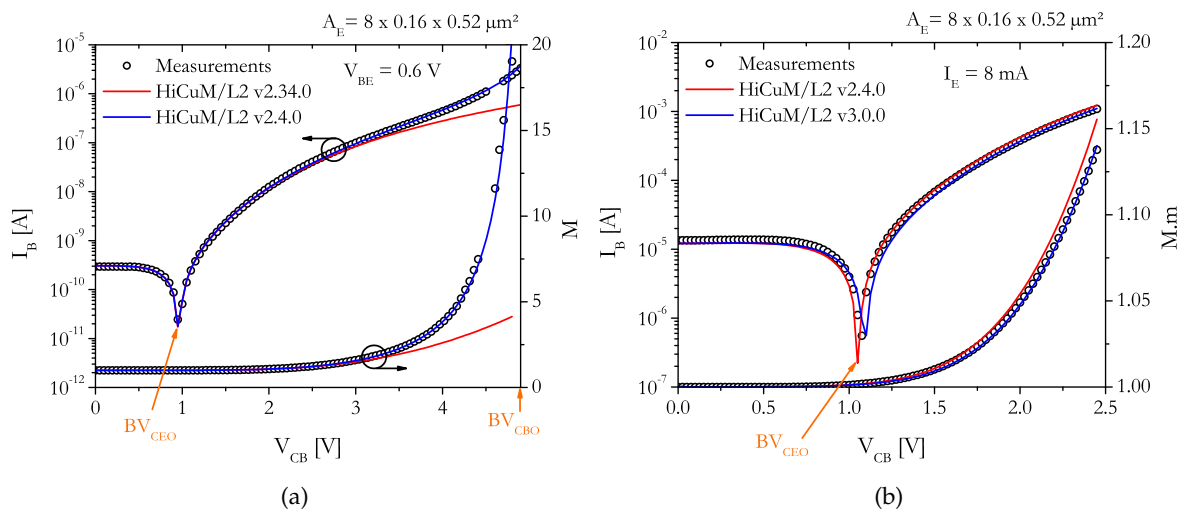 (a)
A_E = 8 x 0.16 x 0.52 μm²
Measurements
HiCuM/L2 v2.34.0
HiCuM/L2 v2.4.0
V_BE = 0.6 V
I_B [A]
10^-5
10^-6
10^-7
10^-8
10^-9
10^-10
10^-11
10^-12
20
15
10
5
0
M
0 1 2 3 4
BV_CEO
BV_CBO
V_CB [V]
(a)
(b)
A_E = 8 x 0.16 x 0.52 μm²
Measurements
HiCuM/L2 v2.4.0
HiCuM/L2 v3.0.0
I_E = 8 mA
I_B [A]
10^-2
10^-3
10^-4
10^-5
10^-6
10^-7
1.20
1.15
1.10
1.05
1.00
M.m
0.0 0.5 1.0 1.5 2.0 2.5
BV_CEO
V_CB [V]
(b)